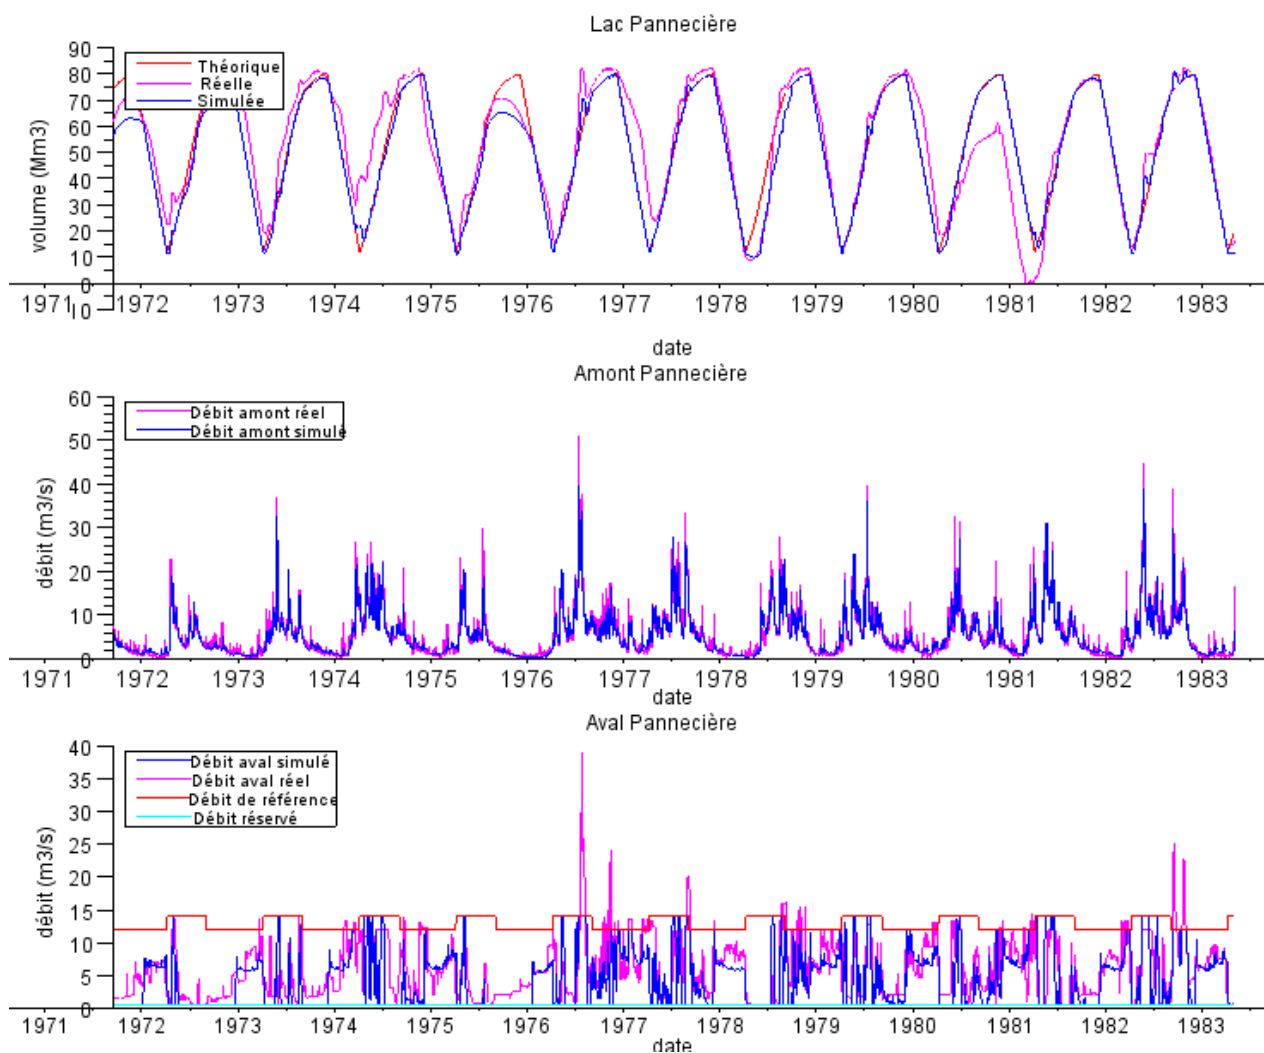 Lac Pannecière
90
80
70
60
50
40
30
20
10
0
10
volume (Mm3)
Théorique
Réelle
Simulée
1971 1972 1973 1974 1975 1976 1977 1978 1979 1980 1981 1982 1983
date
Amont Pannecière
60
50
40
30
20
10
0
débit (m3/s)
Débit amont réel
Débit amont simulé
1971 1972 1973 1974 1975 1976 1977 1978 1979 1980 1981 1982 1983
date
Aval Pannecière
40
35
30
25
20
15
10
5
0
débit (m3/s)
Débit aval simulé
Débit aval réel
Débit de référence
Débit réservé
1971 1972 1973 1974 1975 1976 1977 1978 1979 1980 1981 1982 1983
date